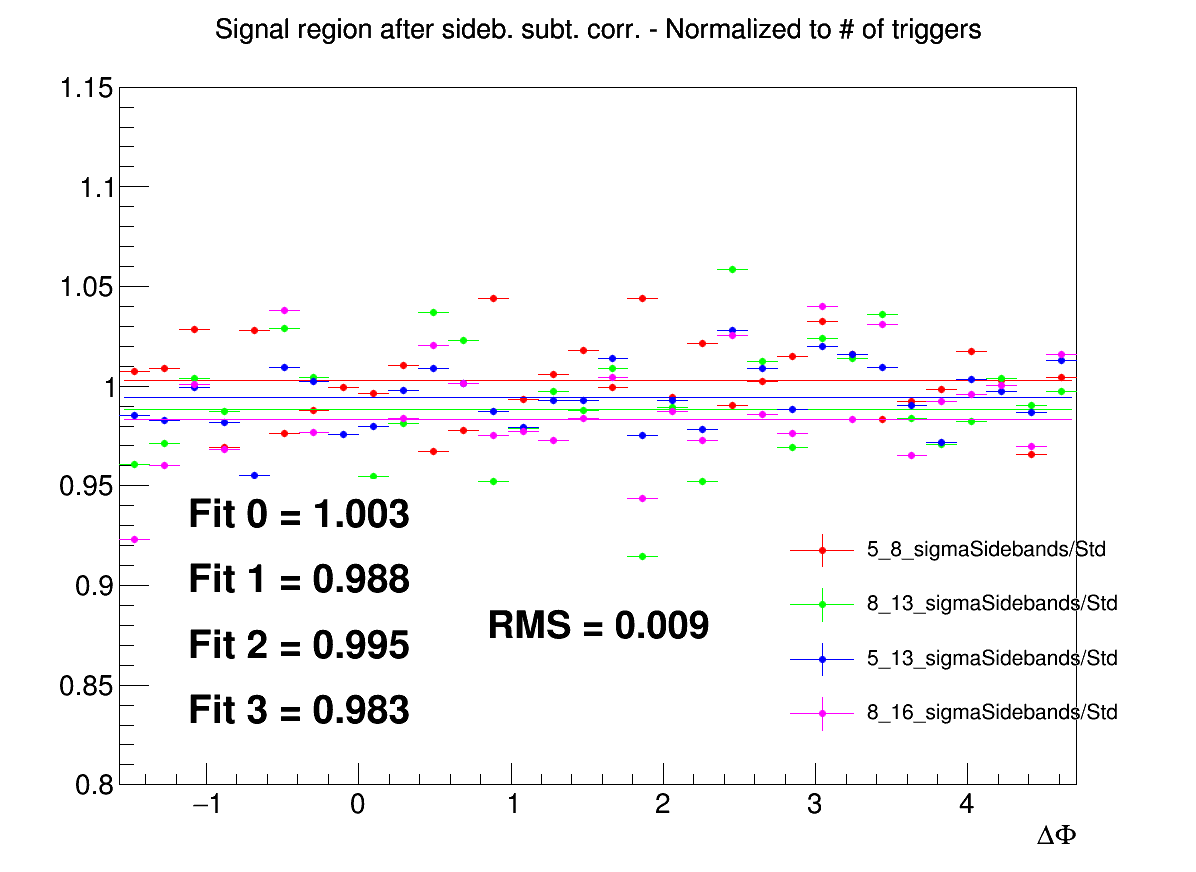 Signal region after sideb. subt. corr. - Normalized to # of triggers
1.15
1.1
1.05
1
0.95
0.9
0.85
0.8
Fit 0 = 1.003
Fit 1 = 0.988
Fit 2 = 0.995
Fit 3 = 0.983
RMS = 0.009
5_8_sigmaSidebands/Std
8_13_sigmaSidebands/Std
5_13_sigmaSidebands/Std
8_16_sigmaSidebands/Std
−1 0 1 2 3 4
ΔΦ